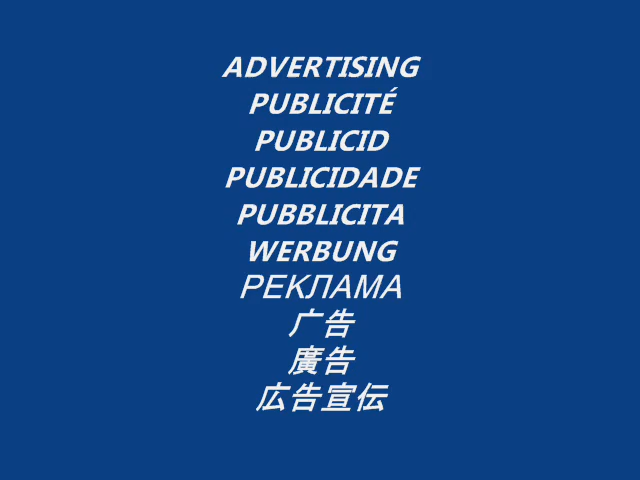 ADVERTISING
PUBLICITÉ
PUBLICID
PUBLICIDADE
PUBBLICITA
WERBUNG
РЕКЛАМА
广告
廣告
広告宣伝